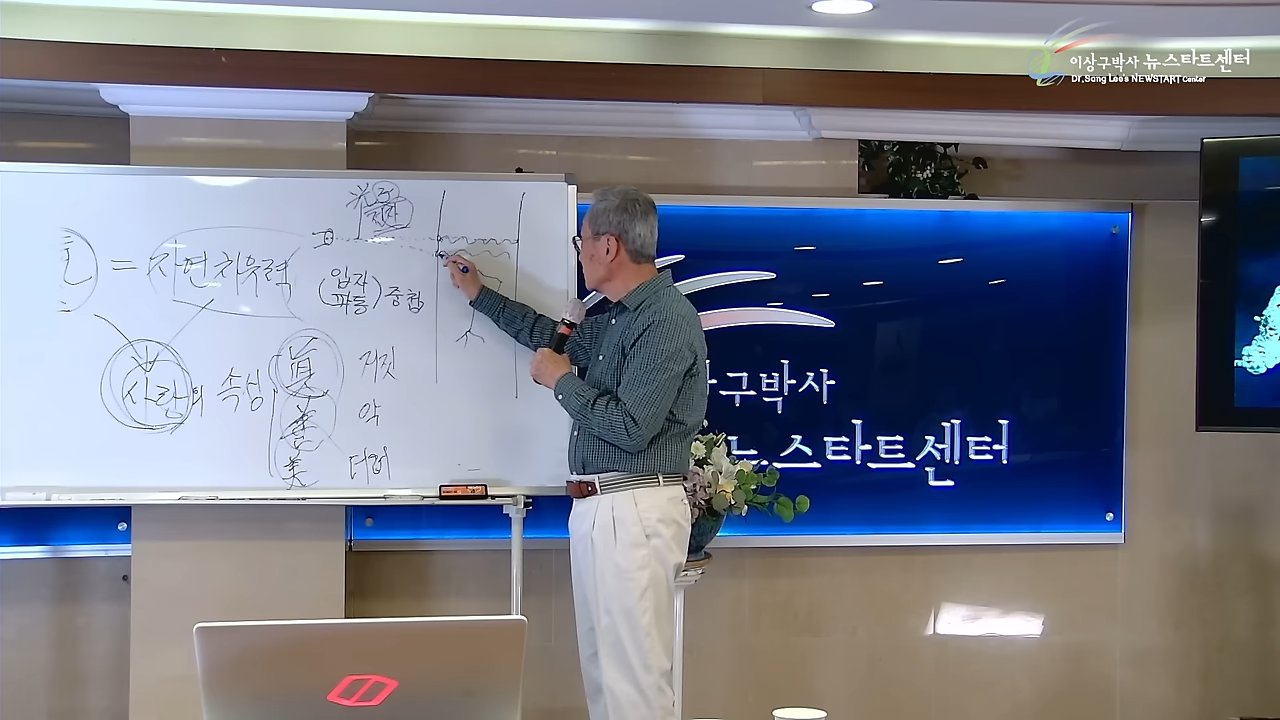 이상구박사 뉴스타트센터
Dr. Sang Lee's NEWSTART Center
전자
= 자연치유력
(입자
파동) 중첩
사랑의 속성
眞 거짓
善 악
美 더러
구박사
뉴스타트센터